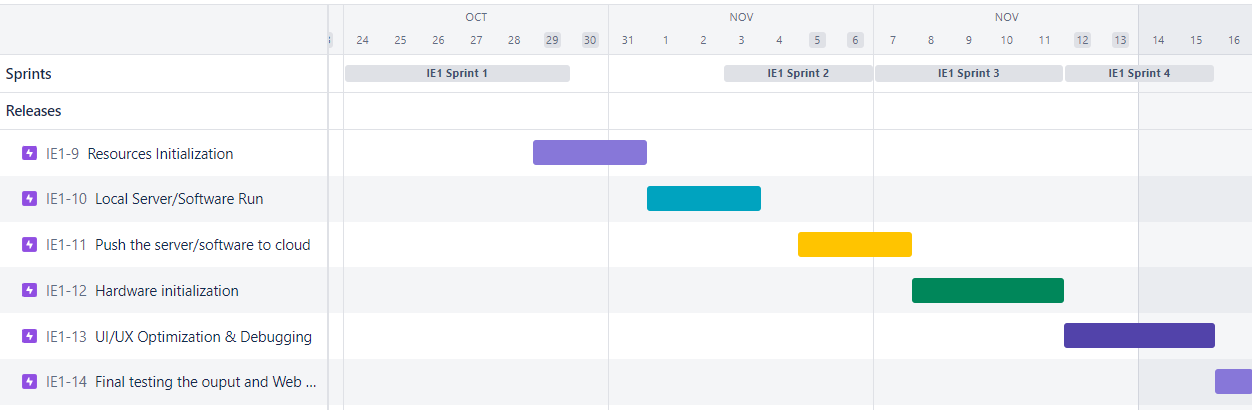 OCT NOV NOV
24 25 26 27 28 29 30 31 1 2 3 4 5 6 7 8 9 10 11 12 13 14 15 16
Sprints IE1 Sprint 1 IE1 Sprint 2 IE1 Sprint 3 IE1 Sprint 4
Releases
IE1-9 Resources Initialization
IE1-10 Local Server/Software Run
IE1-11 Push the server/software to cloud
IE1-12 Hardware initialization
IE1-13 UI/UX Optimization & Debugging
IE1-14 Final testing the ouput and Web ...